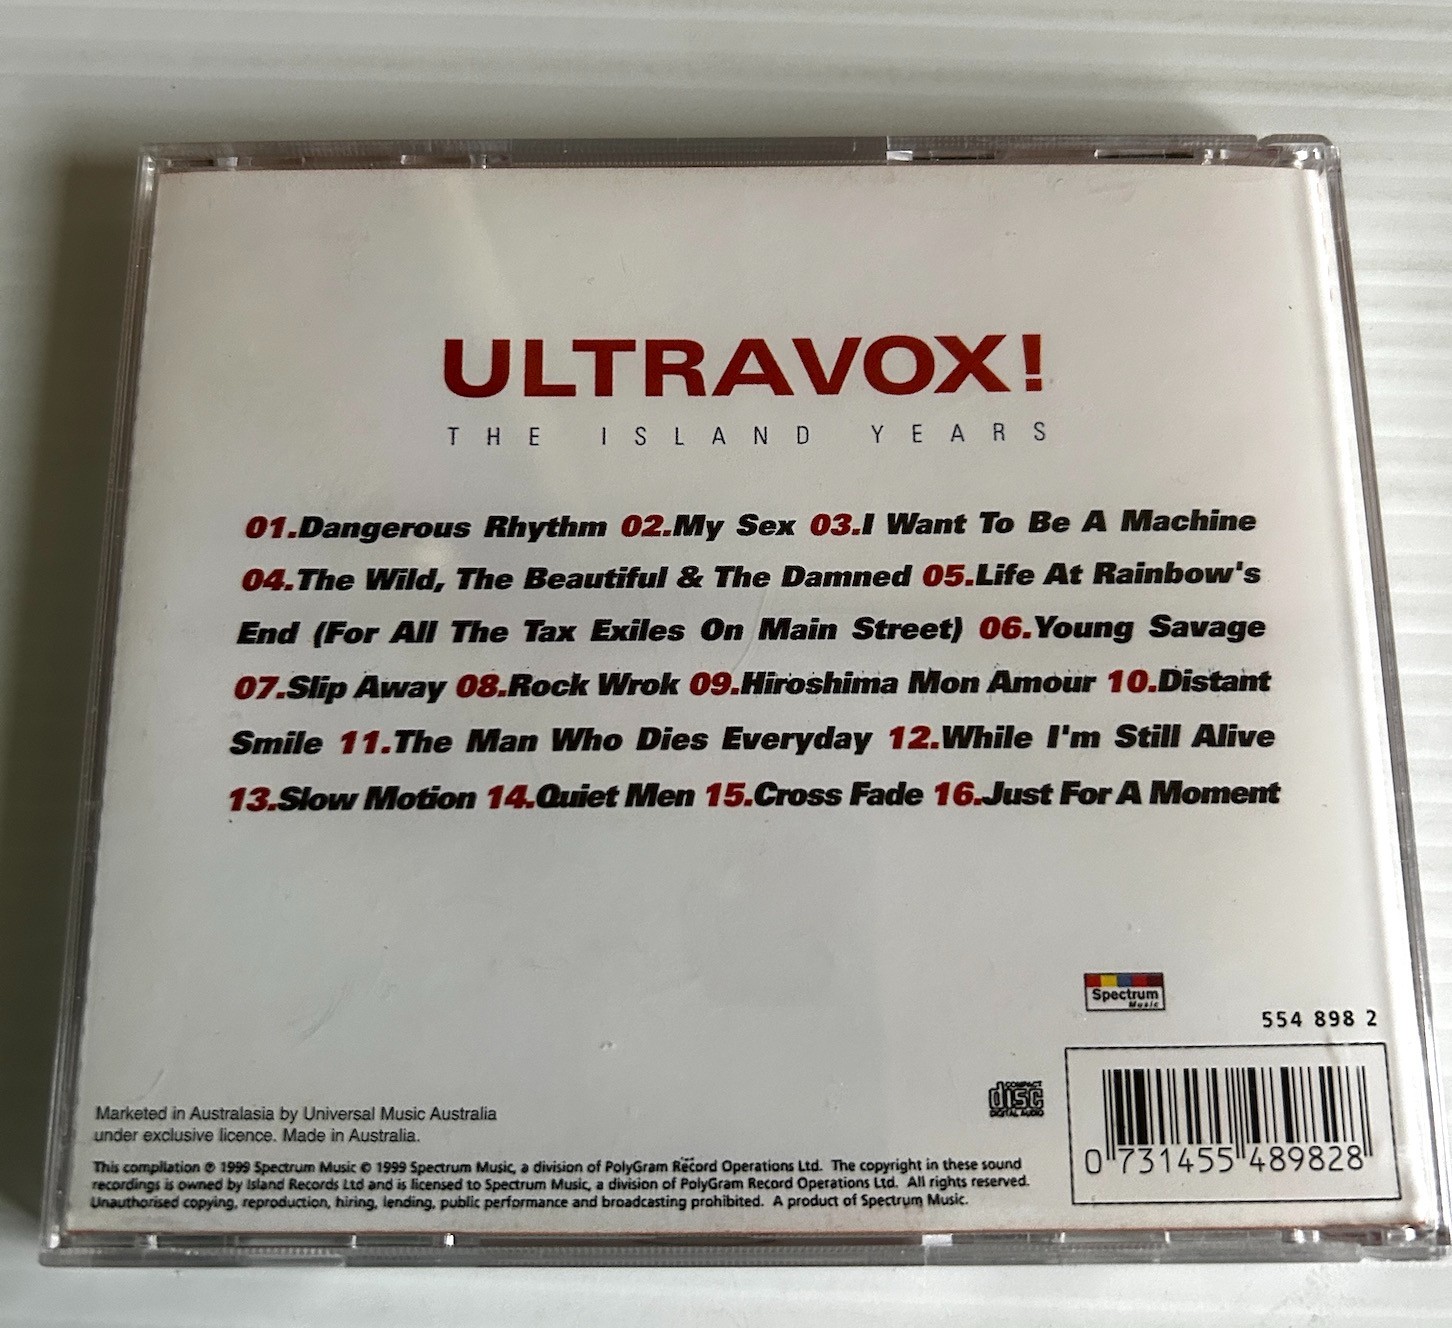 ULTRAVOX!
THE ISLAND YEARS
01.Dangerous Rhythm 02.My Sex 03.I Want To Be A Machine
04.The Wild, The Beautiful & The Damned 05.Life At Rainbow's
End (For All The Tax Exiles On Main Street) 06.Young Savage
07.Slip Away 08.Rock Wrok 09.Hiroshima Mon Amour 10.Distant
Smile 11.The Man Who Dies Everyday 12.While I'm Still Alive
13.Slow Motion 14.Quiet Men 15.Cross Fade 16.Just For A Moment
Spectrum
Music
554 898 2
COMPACT
disc
DIGITAL AUDIO
0 731455 489828
Marketed in Australasia by Universal Music Australia
under exclusive licence. Made in Australia.
This compilation ℗ 1999 Spectrum Music © 1999 Spectrum Music, a division of PolyGram Record Operations Ltd. The copyright in these sound
recordings is owned by Island Records Ltd and is licensed to Spectrum Music, a division of PolyGram Record Operations Ltd. All rights reserved.
Unauthorised copying, reproduction, hiring, lending, public performance and broadcasting prohibited. A product of Spectrum Music.